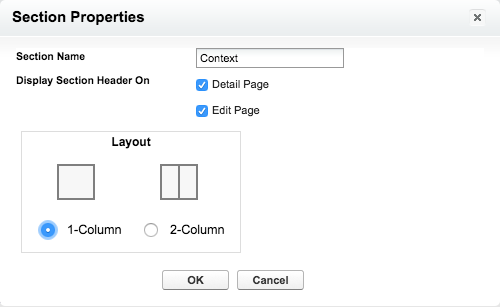 Section Properties
Section Name Context
Display Section Header On Detail Page
Edit Page
Layout
1-Column 2-Column
OK Cancel